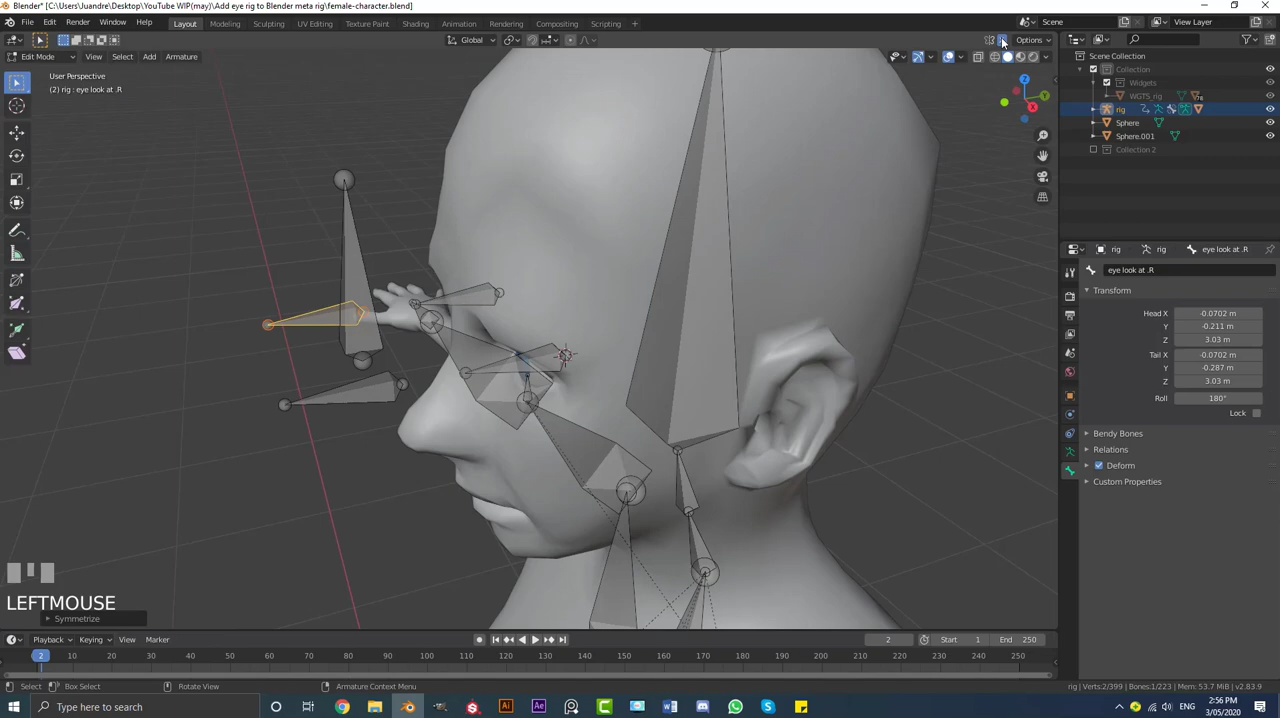 Blender* [C:\Users\Juandre\Desktop\YouTube WIP(may)\Add eye rig to Blender meta rig\female-character.blend]
File Edit Render Window Help Layout Modeling Sculpting UV Editing Texture Paint Shading Animation Rendering Compositing Scripting + Scene View Layer
Global Options
Edit Mode View Select Add Armature
User Perspective
(2) rig : eye look at .R
Scene Collection
Collection
Widgets
WGTS_rig 78
rig
Sphere
Sphere.001
Collection 2
X Y Z
rig rig eye look at .R
eye look at .R
Transform
Head X -0.0702 m
Y -0.211 m
Z 3.03 m
Tail X -0.0702 m
Y -0.287 m
Z 3.03 m
Roll 180°
Lock
Bendy Bones
Relations
Deform
Custom Properties
LEFTMOUSE
Symmetrize
Playback Keying View Marker 2 Start 1 End 250
2 10 20 30 40 50 60 70 80 90 100 110 120 130 140 150 160 170 180 190 200 210 220 230 240 250
Select Box Select Rotate View Armature Context Menu rig | Verts:2/399 | Bones:1/223 | Mem: 53.7 MiB | v2.83.9
Type here to search ENG 2:56 PM
3/05/2020